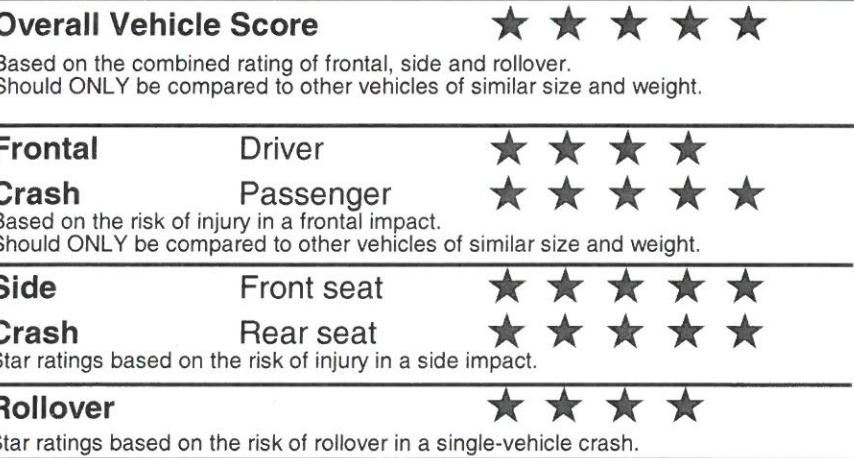 Overall Vehicle Score ★ ★ ★ ★ ★
Based on the combined rating of frontal, side and rollover.
Should ONLY be compared to other vehicles of similar size and weight.
Frontal Driver ★ ★ ★ ★
Crash Passenger ★ ★ ★ ★ ★
Based on the risk of injury in a frontal impact.
Should ONLY be compared to other vehicles of similar size and weight.
Side Front seat ★ ★ ★ ★ ★
Crash Rear seat ★ ★ ★ ★ ★
Star ratings based on the risk of injury in a side impact.
Rollover ★ ★ ★ ★
Star ratings based on the risk of rollover in a single-vehicle crash.